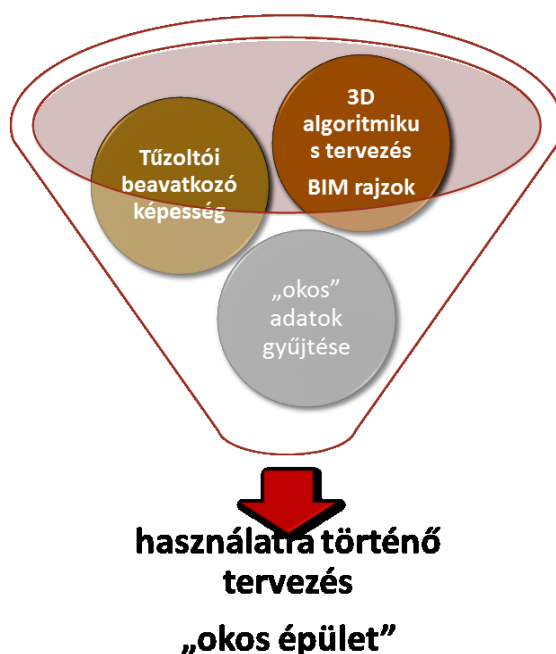 3D
algoritmiku
s tervezés
BIM rajzok
Tűzoltói
beavatkozó
képesség
„okos”
adatok
gyűjtése
használatra történő
tervezés
„okos épület”